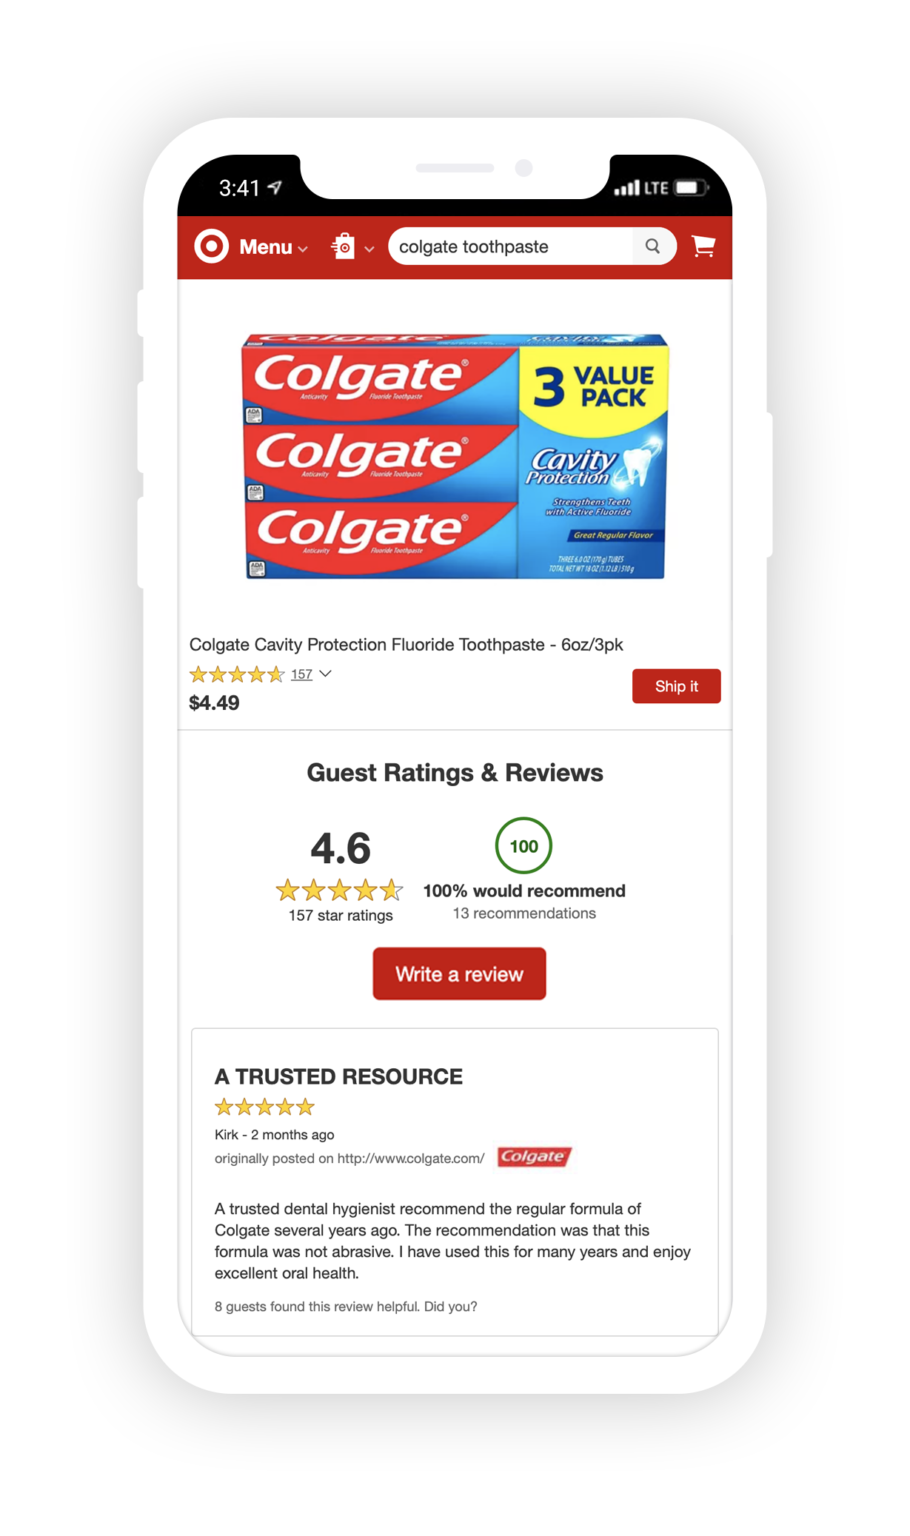 3:41 LTE
Menu colgate toothpaste
Colgate®
Anticavity Fluoride Toothpaste
ADA
Colgate®
Anticavity Fluoride Toothpaste
ADA
Colgate®
Anticavity Fluoride Toothpaste
ADA
3 VALUE
PACK
Cavity
Protection
Strengthens Teeth
with Active Fluoride
Great Regular Flavor
THREE 6.0 OZ (170 g) TUBES
TOTAL NET WT 18 OZ (1.12 LB) 510 g
Colgate Cavity Protection Fluoride Toothpaste - 6oz/3pk
157
$4.49
Ship it
Guest Ratings & Reviews
4.6
157 star ratings
100
100% would recommend
13 recommendations
Write a review
A TRUSTED RESOURCE
Kirk - 2 months ago
originally posted on http://www.colgate.com/ Colgate
A trusted dental hygienist recommend the regular formula of
Colgate several years ago. The recommendation was that this
formula was not abrasive. I have used this for many years and enjoy
excellent oral health.
8 guests found this review helpful. Did you?